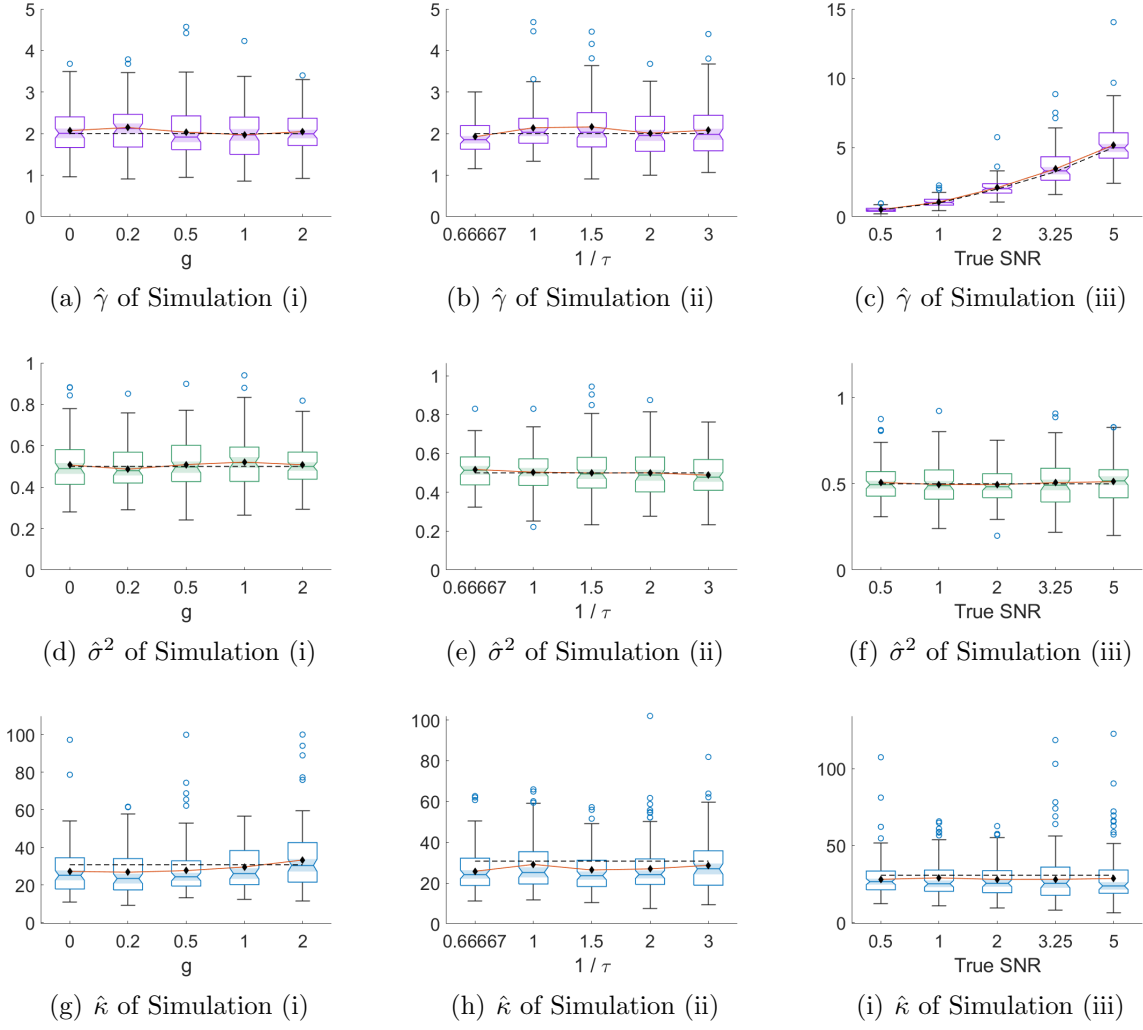 5
4
3
2
1
0
0 0.2 0.5 1 2
g
(a) γ̂ of Simulation (i)
5
4
3
2
1
0
0.66667 1 1.5 2 3
1 / τ
(b) γ̂ of Simulation (ii)
15
10
5
0
0.5 1 2 3.25 5
True SNR
(c) γ̂ of Simulation (iii)
1
0.8
0.6
0.4
0.2
0
0 0.2 0.5 1 2
g
(d) σ̂² of Simulation (i)
1
0.8
0.6
0.4
0.2
0
0.66667 1 1.5 2 3
1 / τ
(e) σ̂² of Simulation (ii)
1
0.5
0
0.5 1 2 3.25 5
True SNR
(f) σ̂² of Simulation (iii)
100
80
60
40
20
0
0 0.2 0.5 1 2
g
(g) κ̂ of Simulation (i)
100
80
60
40
20
0
0.66667 1 1.5 2 3
1 / τ
(h) κ̂ of Simulation (ii)
100
50
0
0.5 1 2 3.25 5
True SNR
(i) κ̂ of Simulation (iii)